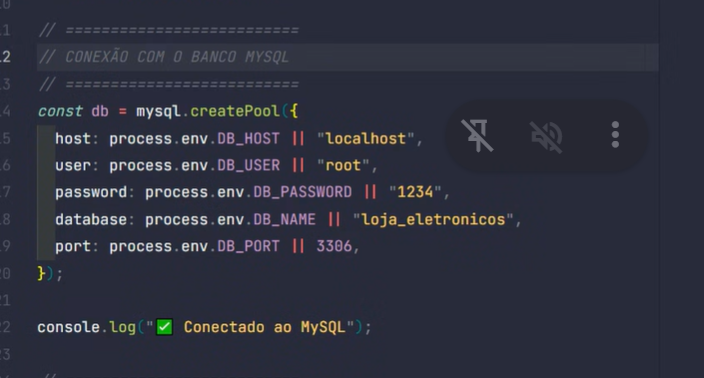 // ==========================
// CONEXÃO COM O BANCO MYSQL
// ==========================
const db = mysql.createPool({
host: process.env.DB_HOST || "localhost",
user: process.env.DB_USER || "root",
password: process.env.DB_PASSWORD || "1234",
database: process.env.DB_NAME || "loja_eletronicos",
port: process.env.DB_PORT || 3306,
});
console.log("✅ Conectado ao MySQL");